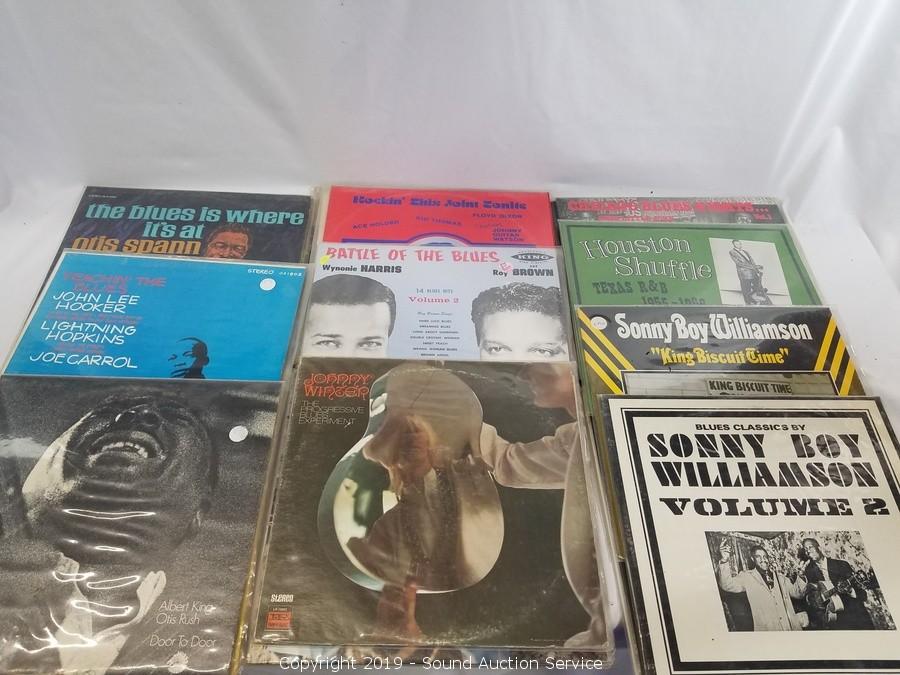 the blues is where
it's at
otis spann
TEACHIN' THE
BLUES
STEREO
JOHN LEE
HOOKER
LIGHTNING
HOPKINS
JOE CARROL
Albert King
Otis Rush
Door To Door
Rockin' This Joint Tonite
ACE HOLDER
KID THOMAS
FLOYD DIXON
JOHNNY
GUITAR
WATSON
BATTLE OF THE BLUES
KING
Wynonie HARRIS
Roy BROWN
14 BLUES HITS
Volume 2
JOHNNY
WINTER
THE
PROGRESSIVE
BLUES
EXPERIMENT
Stereo
Vol.1
Houston
Shuffle
TEXAS R&B
Sonny Boy Williamson
"King Biscuit Time"
KING BISCUIT TIME
BLUES CLASSICS BY
SONNY BOY
WILLIAMSON
VOLUME 2
Copyright 2019 - Sound Auction Service